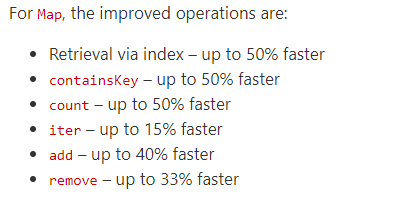 For Map, the improved operations are:
• Retrieval via index – up to 50% faster
• containsKey – up to 50% faster
• count – up to 50% faster
• iter – up to 15% faster
• add – up to 40% faster
• remove – up to 33% faster